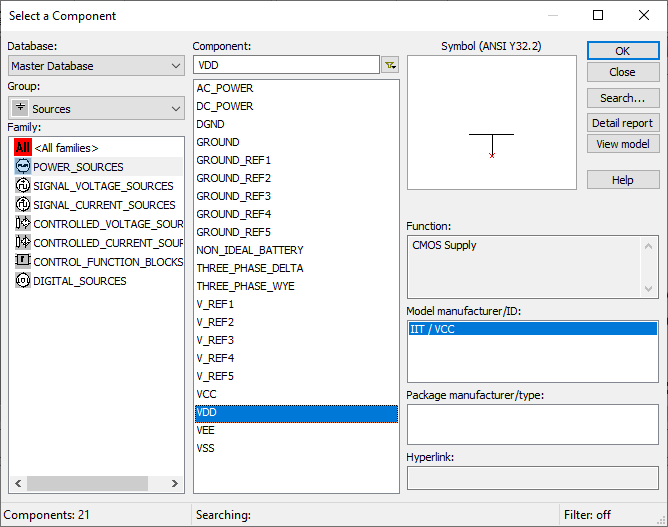 Select a Component
Database:
Master Database
Group:
Sources
Family:
All <All families>
POWER_SOURCES
SIGNAL_VOLTAGE_SOURCES
SIGNAL_CURRENT_SOURCES
CONTROLLED_VOLTAGE_SOUR
CONTROLLED_CURRENT_SOUR
CONTROL_FUNCTION_BLOCKS
DIGITAL_SOURCES
Component:
VDD
AC_POWER
DC_POWER
DGND
GROUND
GROUND_REF1
GROUND_REF2
GROUND_REF3
GROUND_REF4
GROUND_REF5
NON_IDEAL_BATTERY
THREE_PHASE_DELTA
THREE_PHASE_WYE
V_REF1
V_REF2
V_REF3
V_REF4
V_REF5
VCC
VDD
VEE
VSS
Symbol (ANSI Y32.2)
Function:
CMOS Supply
Model manufacturer/ID:
IIT / VCC
Package manufacturer/type:
Hyperlink:
OK
Close
Search...
Detail report
View model
Help
Components: 21
Searching:
Filter: off